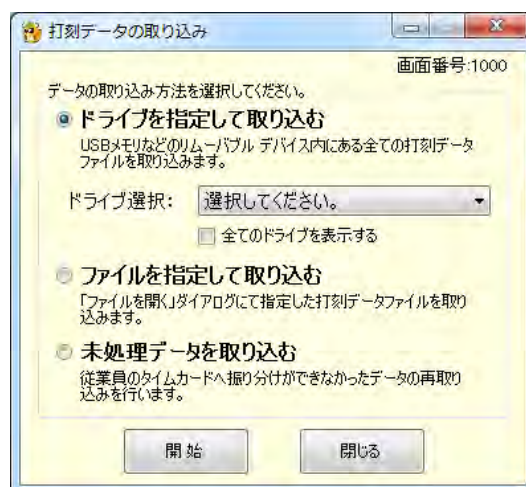 打刻データの取り込み
画面番号:1000
データの取り込み方法を選択してください。
ドライブを指定して取り込む
USBメモリなどのリムーバブル デバイス内にある全ての打刻データ
ファイルを取り込みます。
ドライブ選択:
選択してください。
全てのドライブを表示する
ファイルを指定して取り込む
「ファイルを開く」ダイアログにて指定した打刻データファイルを取り
込みます。
未処理データを取り込む
従業員のタイムカードへ振り分けができなかったデータの再取り
込みを行います。
開始
閉じる